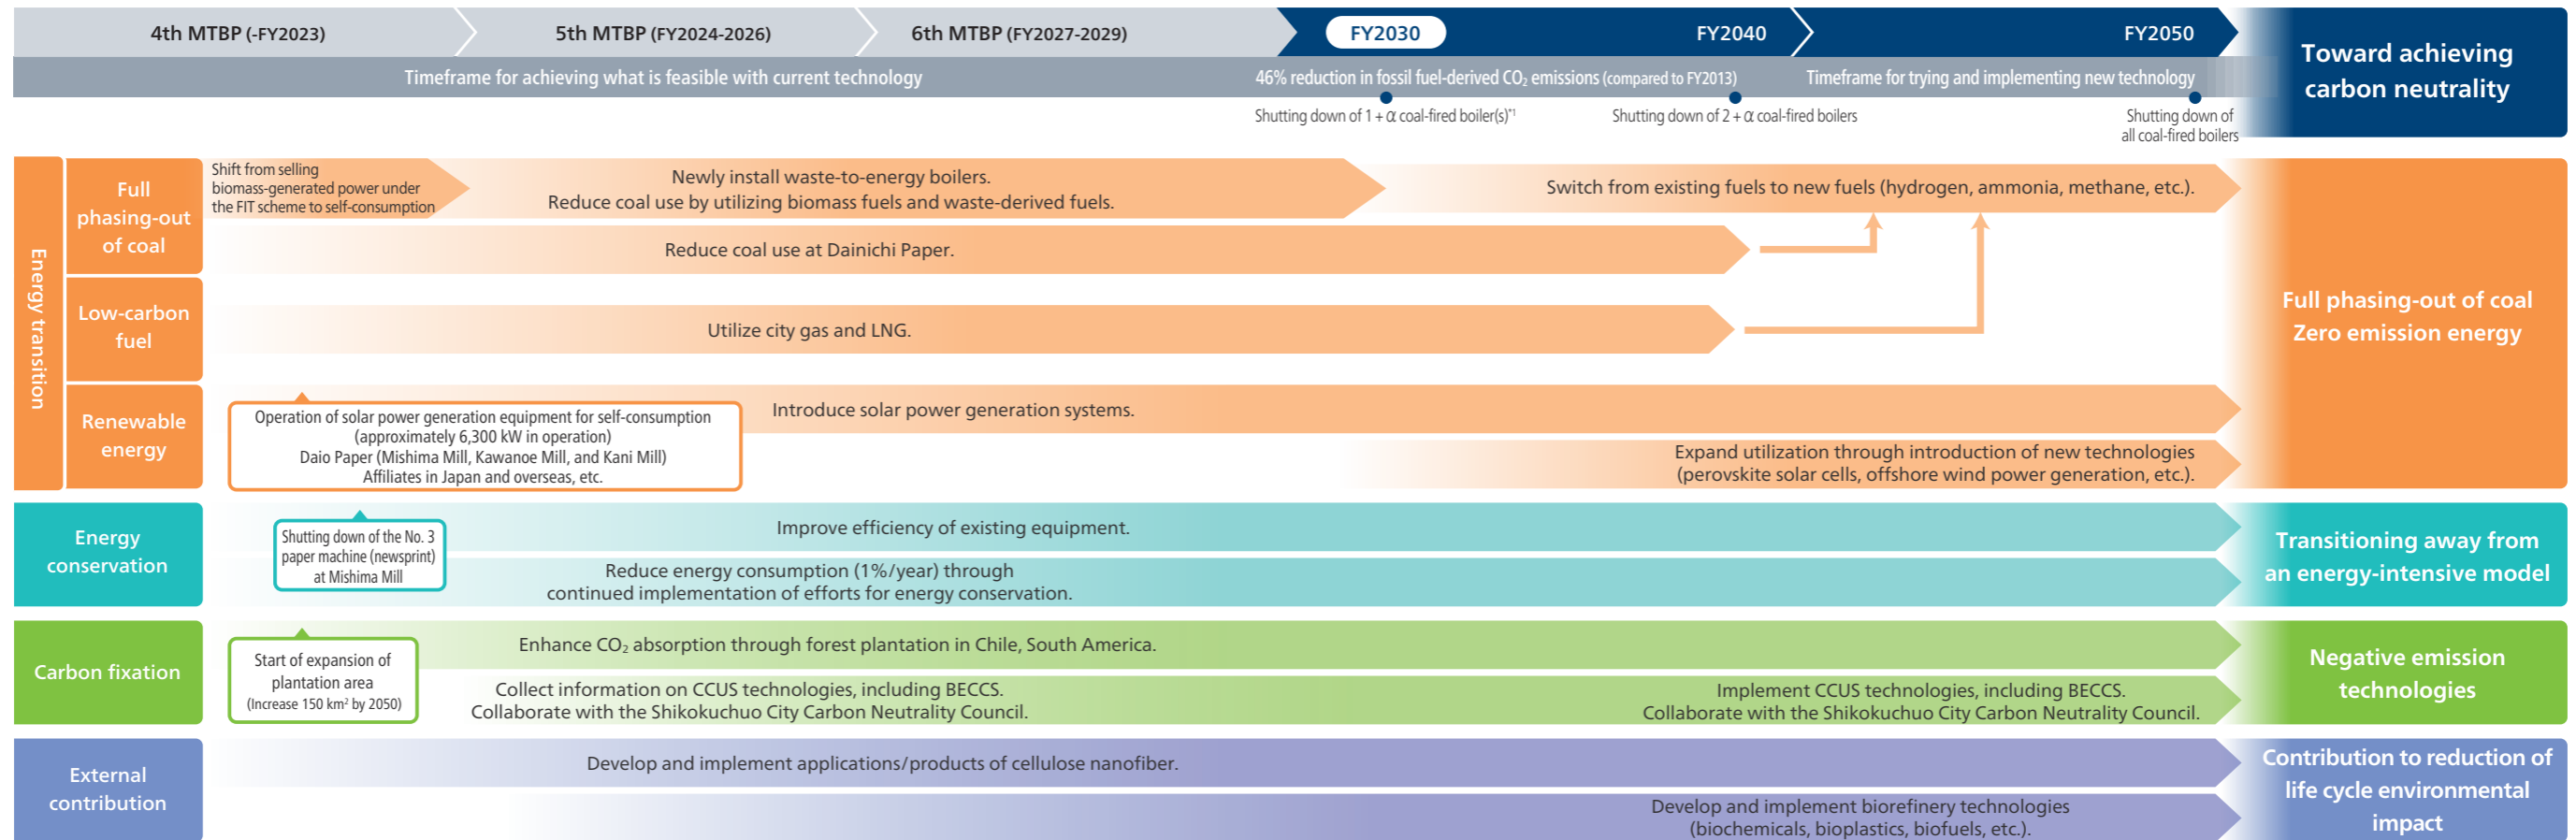 4th MTBP (-FY2023)
5th MTBP (FY2024-2026)
6th MTBP (FY2027-2029)
FY2030
FY2040
FY2050
Toward achieving
carbon neutrality
Timeframe for achieving what is feasible with current technology
46% reduction in fossil fuel-derived CO₂ emissions (compared to FY2013)
Timeframe for trying and implementing new technology
Shutting down of 1 + α coal-fired boiler(s)*1
Shutting down of 2 + α coal-fired boilers
Shutting down of
all coal-fired boilers
Energy transition
Full
phasing-out
of coal
Shift from selling
biomass-generated power under
the FIT scheme to self-consumption
Newly install waste-to-energy boilers.
Reduce coal use by utilizing biomass fuels and waste-derived fuels.
Switch from existing fuels to new fuels (hydrogen, ammonia, methane, etc.).
Reduce coal use at Dainichi Paper.
Low-carbon
fuel
Utilize city gas and LNG.
Full phasing-out of coal
Zero emission energy
Renewable
energy
Operation of solar power generation equipment for self-consumption
(approximately 6,300 kW in operation)
Daio Paper (Mishima Mill, Kawanoe Mill, and Kani Mill)
Affiliates in Japan and overseas, etc.
Introduce solar power generation systems.
Expand utilization through introduction of new technologies
(perovskite solar cells, offshore wind power generation, etc.).
Energy
conservation
Shutting down of the No. 3
paper machine (newsprint)
at Mishima Mill
Improve efficiency of existing equipment.
Reduce energy consumption (1%/year) through
continued implementation of efforts for energy conservation.
Transitioning away from
an energy-intensive model
Carbon fixation
Start of expansion of
plantation area
(Increase 150 km² by 2050)
Enhance CO₂ absorption through forest plantation in Chile, South America.
Collect information on CCUS technologies, including BECCS.
Collaborate with the Shikokuchuo City Carbon Neutrality Council.
Implement CCUS technologies, including BECCS.
Collaborate with the Shikokuchuo City Carbon Neutrality Council.
Negative emission
technologies
External
contribution
Develop and implement applications/products of cellulose nanofiber.
Develop and implement biorefinery technologies
(biochemicals, bioplastics, biofuels, etc.).
Contribution to reduction of
life cycle environmental
impact